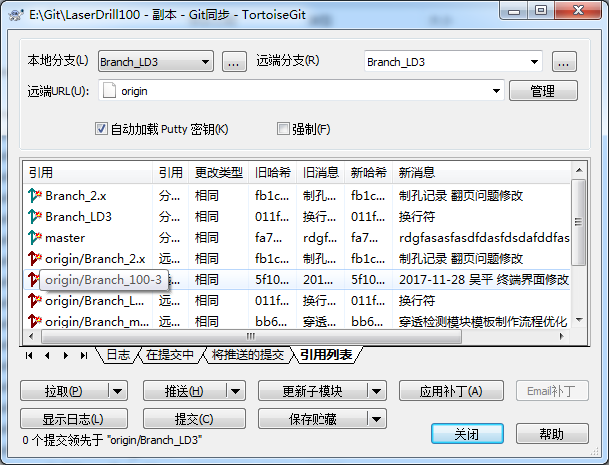 E:\Git\LaserDrill100 - 副本 - Git同步 - TortoiseGit
本地分支(L) Branch_LD3 ... 远端分支(R) Branch_LD3 ...
远端URL(U): origin 管理
自动加载 Putty 密钥(K) 强制(F)
引用 引用 更改类型 旧哈希 旧消息 新哈希 新消息
Branch_2.x 分... 相同 fb1c... 制孔... fb1c... 制孔记录 翻页问题修改
Branch_LD3 分... 相同 011f... 换行... 011f... 换行符
master 分... 相同 fa7... rdgf... fa7... rdgfasasfasdfdasfdsdafddfas
origin/Branch_2.x 远... 相同 fb1c... 制孔... fb1c... 制孔记录 翻页问题修改
origin/Branch_100-3 远... 相同 5f10... 201... 5f10... 2017-11-28 吴平 终端界面修改
origin/Branch_L... 远... 相同 011f... 换行... 011f... 换行符
origin/Branch_m... 远... 相同 bb6... 穿透... bb6... 穿透检测模块模板制作流程优化
日志 在提交中 将推送的提交 引用列表
拉取(P) 推送(H) 更新子模块 应用补丁(A) Email补丁
显示日志(L) 提交(C) 保存贮藏
0 个提交领先于 "origin/Branch_LD3" 关闭 帮助